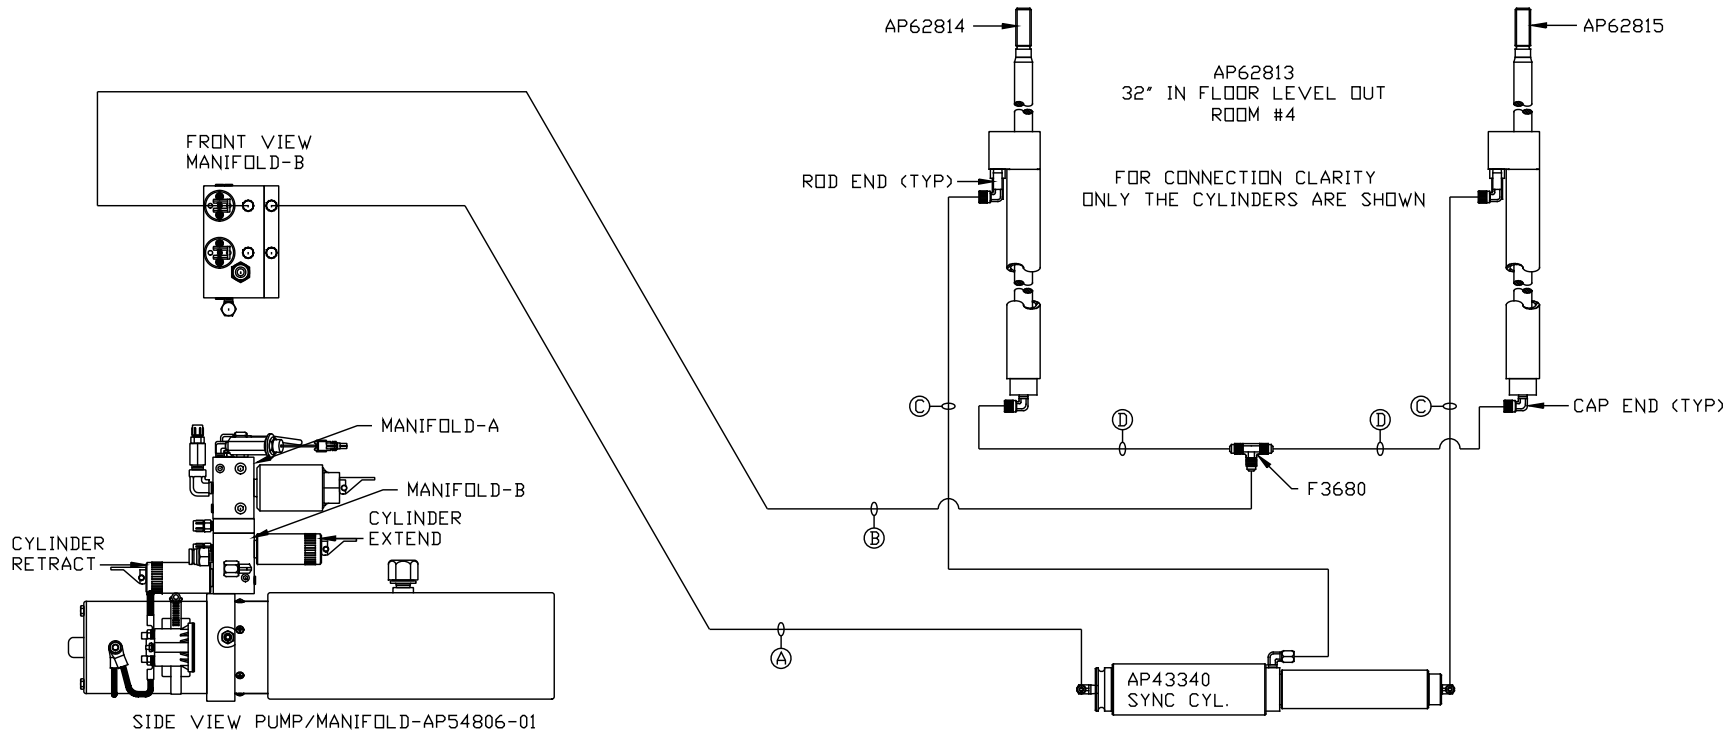 AP62814
AP62815
AP62813
32" IN FLOOR LEVEL OUT
ROOM #4
FRONT VIEW
MANIFOLD-B
ROD END (TYP)
FOR CONNECTION CLARITY
ONLY THE CYLINDERS ARE SHOWN
C
C
CAP END (TYP)
D
D
MANIFOLD-A
MANIFOLD-B
F3680
CYLINDER
EXTEND
B
CYLINDER
RETRACT
A
AP43340
SYNC CYL.
SIDE VIEW PUMP/MANIFOLD-AP54806-01